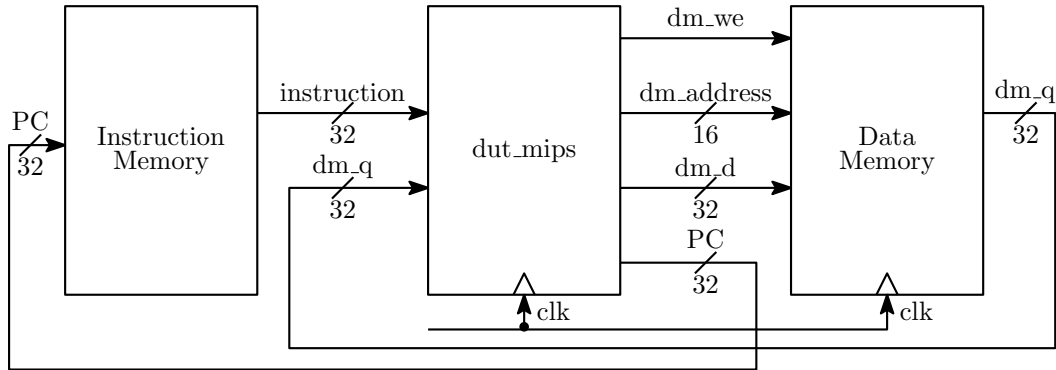 dm_we
instruction
32
dm_address
16
dm_q
32
PC
32
Instruction
Memory
dm_q
32
dut_mips
dm_d
32
Data
Memory
PC
32
clk
clk